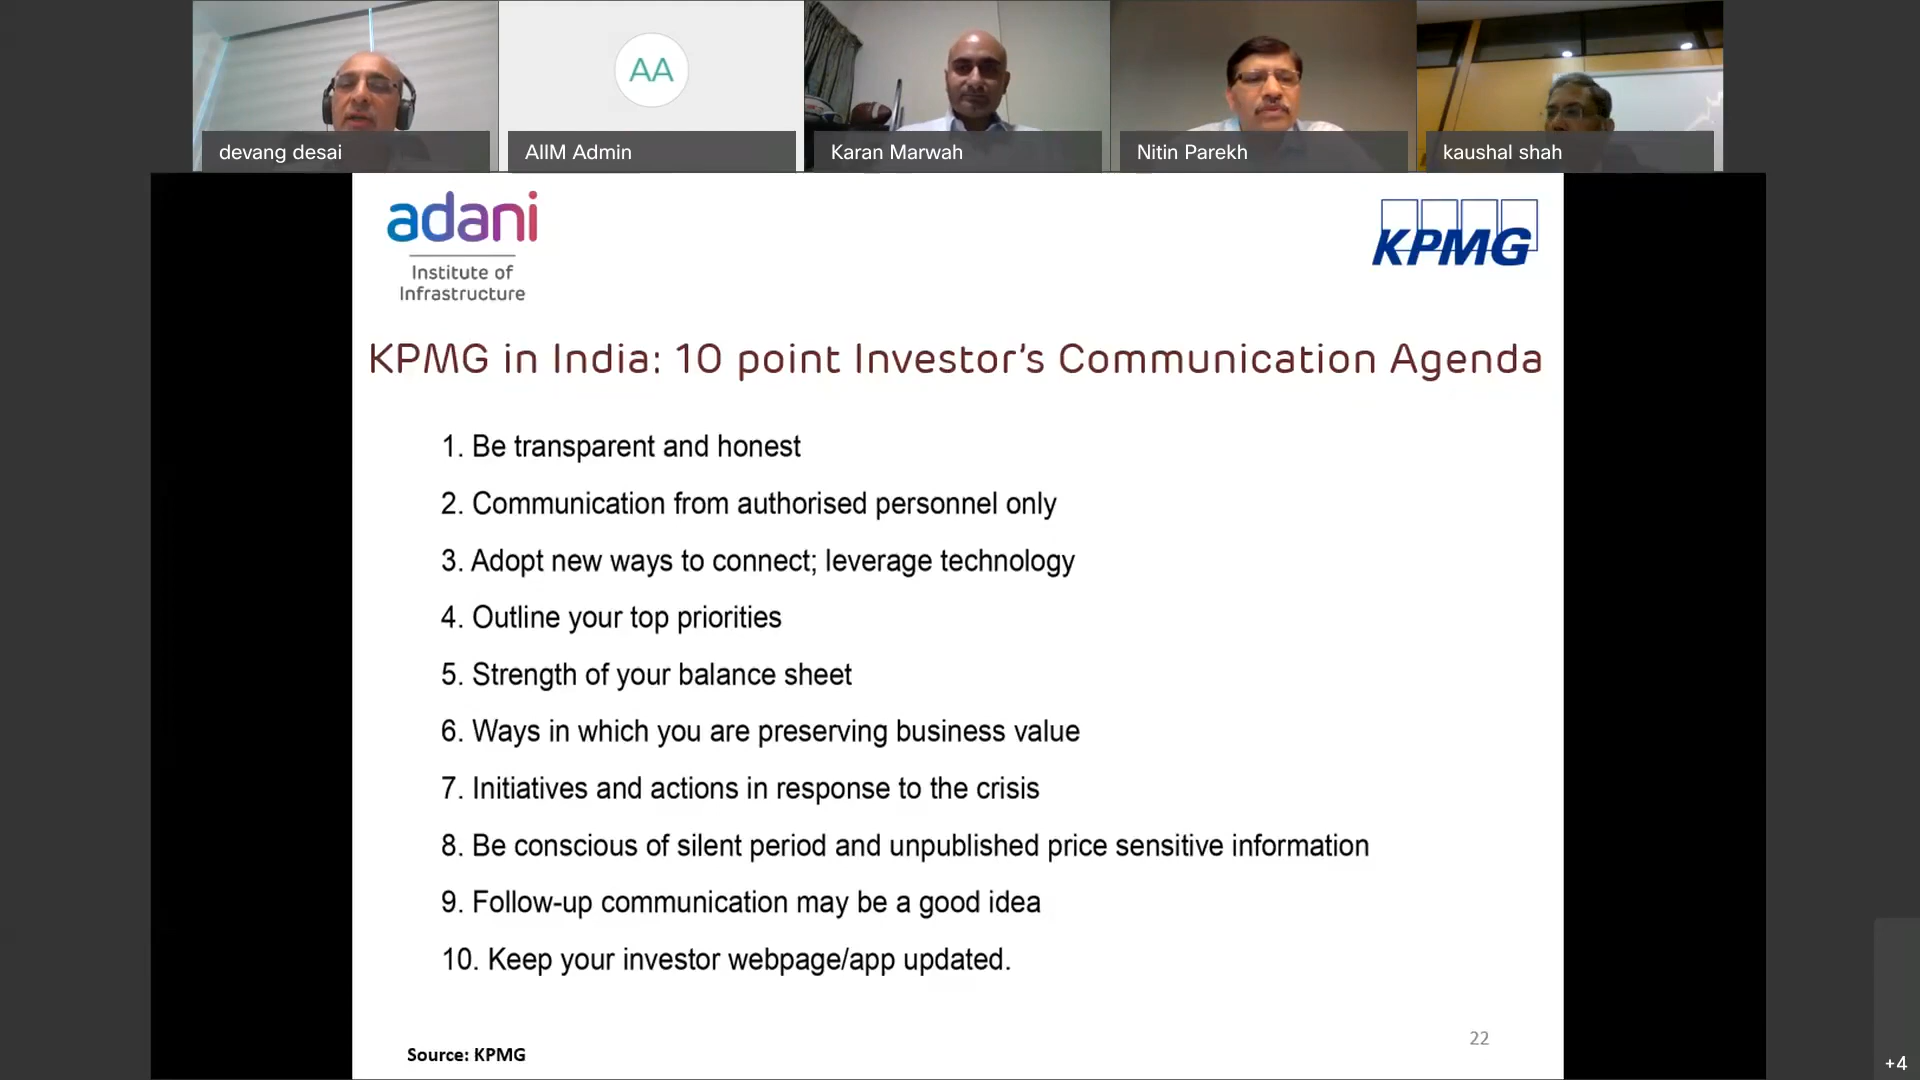 AA
devang desai
AIIM Admin
Karan Marwah
Nitin Parekh
kaushal shah
adani
Institute of
Infrastructure
KPMG
KPMG in India: 10 point Investor's Communication Agenda
1. Be transparent and honest
2. Communication from authorised personnel only
3. Adopt new ways to connect; leverage technology
4. Outline your top priorities
5. Strength of your balance sheet
6. Ways in which you are preserving business value
7. Initiatives and actions in response to the crisis
8. Be conscious of silent period and unpublished price sensitive information
9. Follow-up communication may be a good idea
10. Keep your investor webpage/app updated.
22
Source: KPMG
+4